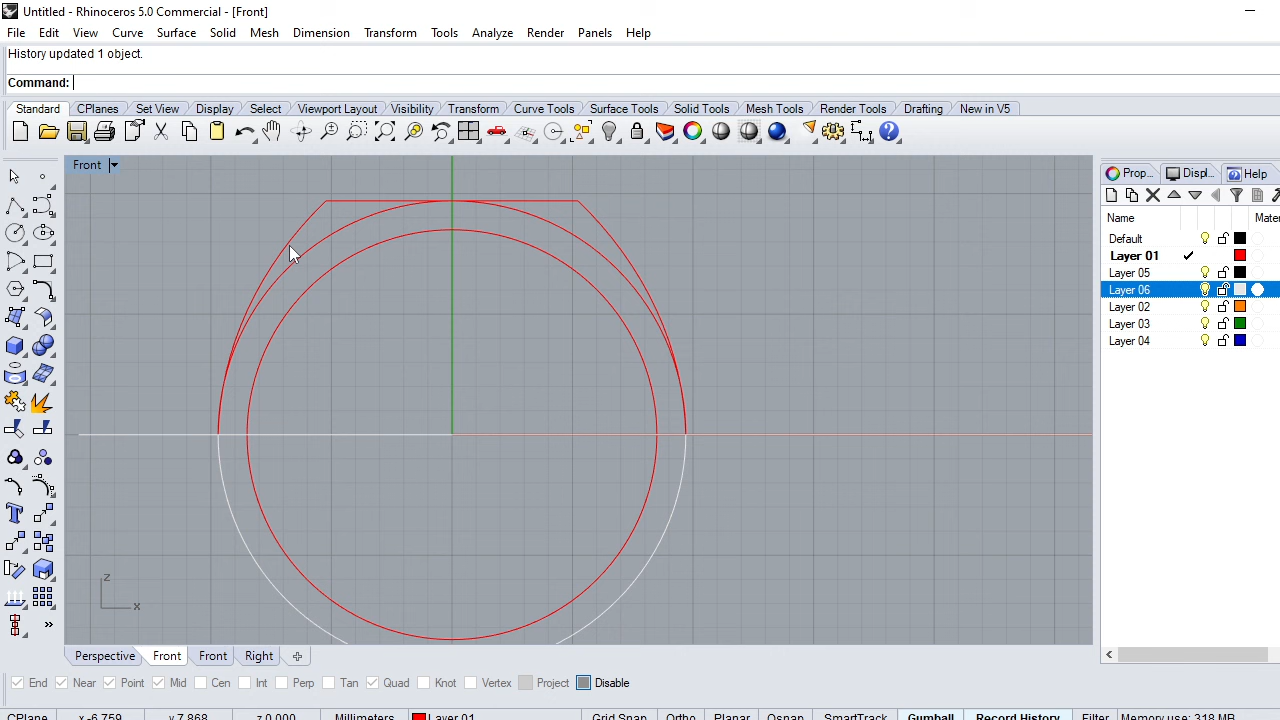 Untitled - Rhinoceros 5.0 Commercial - [Front]
File Edit View Curve Surface Solid Mesh Dimension Transform Tools Analyze Render Panels Help
History updated 1 object.
Command:
Standard CPlanes Set View Display Select Viewport Layout Visibility Transform Curve Tools Surface Tools Solid Tools Mesh Tools Render Tools Drafting New in V5
Front
Prop... Displ... Help
Name Mate
Default
Layer 01
Layer 05
Layer 06
Layer 02
Layer 03
Layer 04
z
x
Perspective Front Front Right
End Near Point Mid Cen Int Perp Tan Quad Knot Vertex Project Disable
CPlane x -6.759 y 7.868 z 0.000 Millimeters Layer 01 Grid Snap Ortho Planar Osnap SmartTrack Gumball Record History Filter Memory use: 318 MB